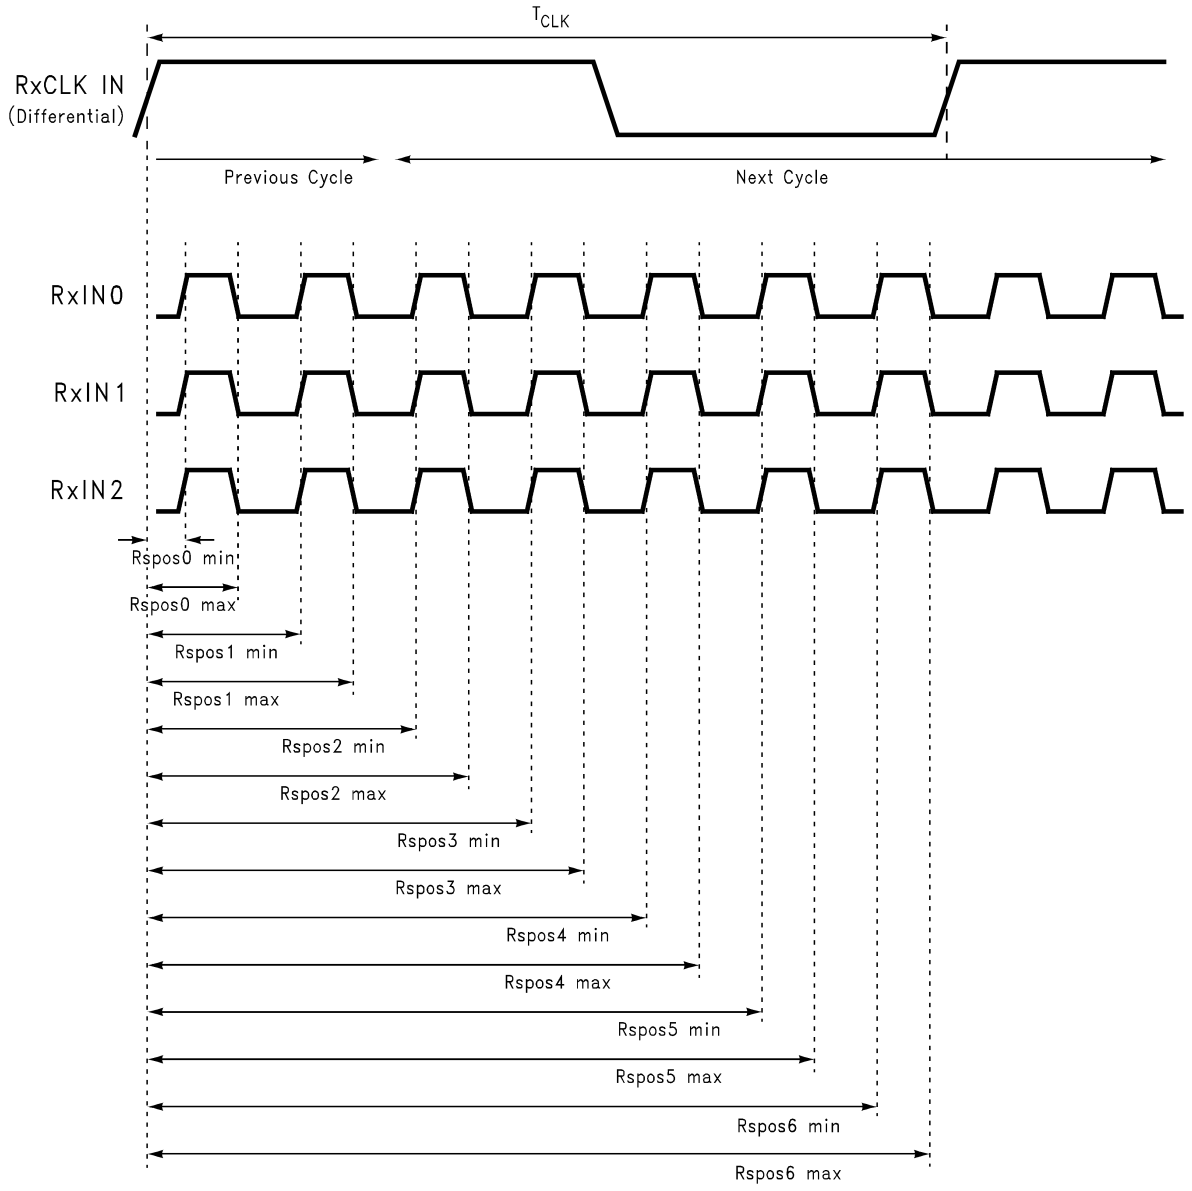 TCLK
RxCLK IN
(Differential)
Previous Cycle
Next Cycle
RxIN0
RxIN1
RxIN2
Rspos0 min
Rspos0 max
Rspos1 min
Rspos1 max
Rspos2 min
Rspos2 max
Rspos3 min
Rspos3 max
Rspos4 min
Rspos4 max
Rspos5 min
Rspos5 max
Rspos6 min
Rspos6 max